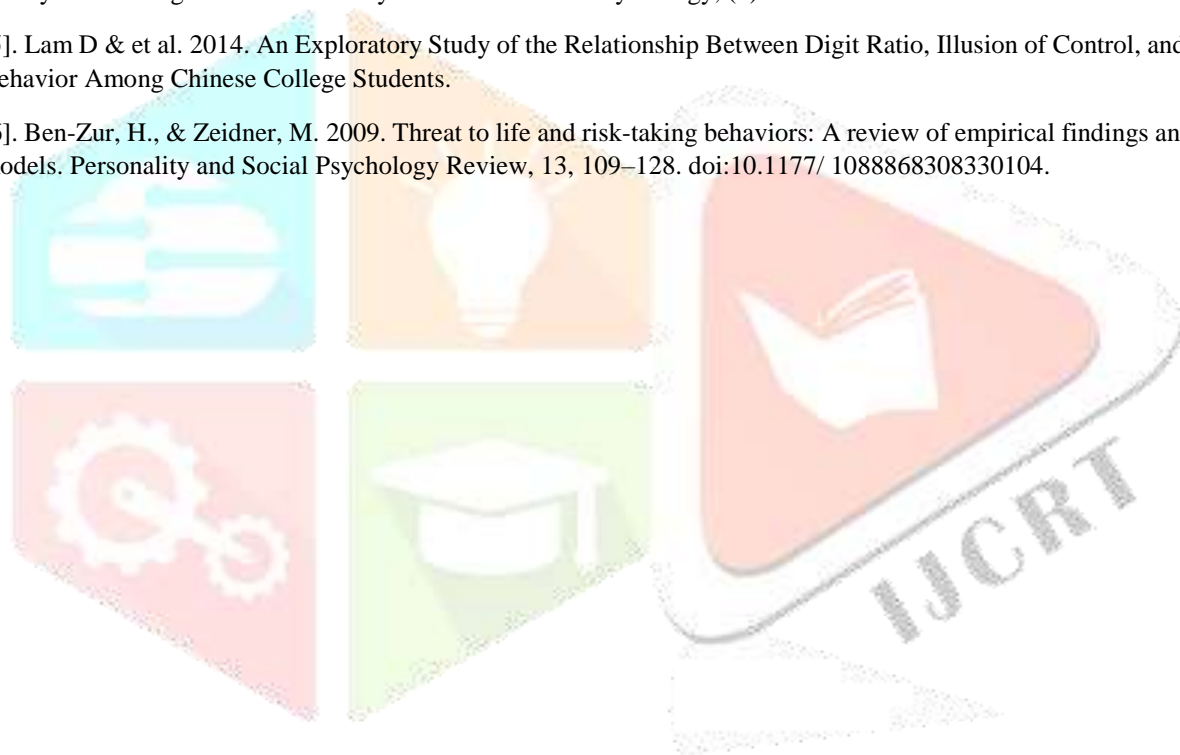 ]. Lam D & et al. 2014. An Exploratory Study of the Relationship Between Digit Ratio, Illusion of Control, and
ehavior Among Chinese College Students.
]. Ben-Zur, H., & Zeidner, M. 2009. Threat to life and risk-taking behaviors: A review of empirical findings an
odels. Personality and Social Psychology Review, 13, 109–128. doi:10.1177/ 1088868308330104.
IJCRT